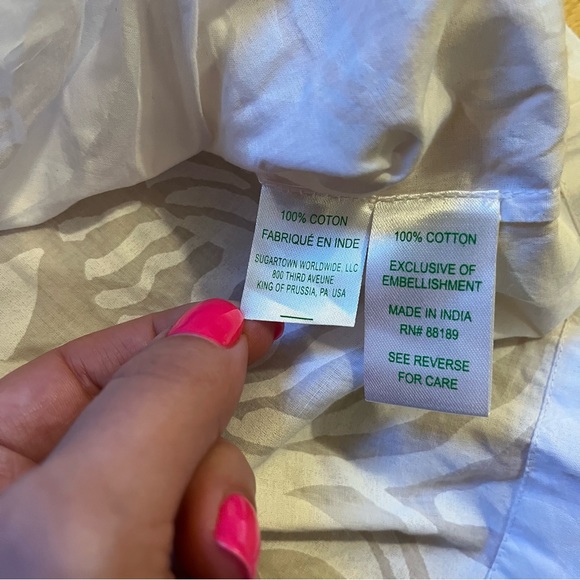 100% COTON
FABRIQUÉ EN INDE
SUGARTOWN WORLDWIDE, LLC
800 THIRD AVEUNE
KING OF PRUSSIA, PA USA
100% COTTON
EXCLUSIVE OF
EMBELLISHMENT
MADE IN INDIA
RN# 88189
SEE REVERSE
FOR CARE